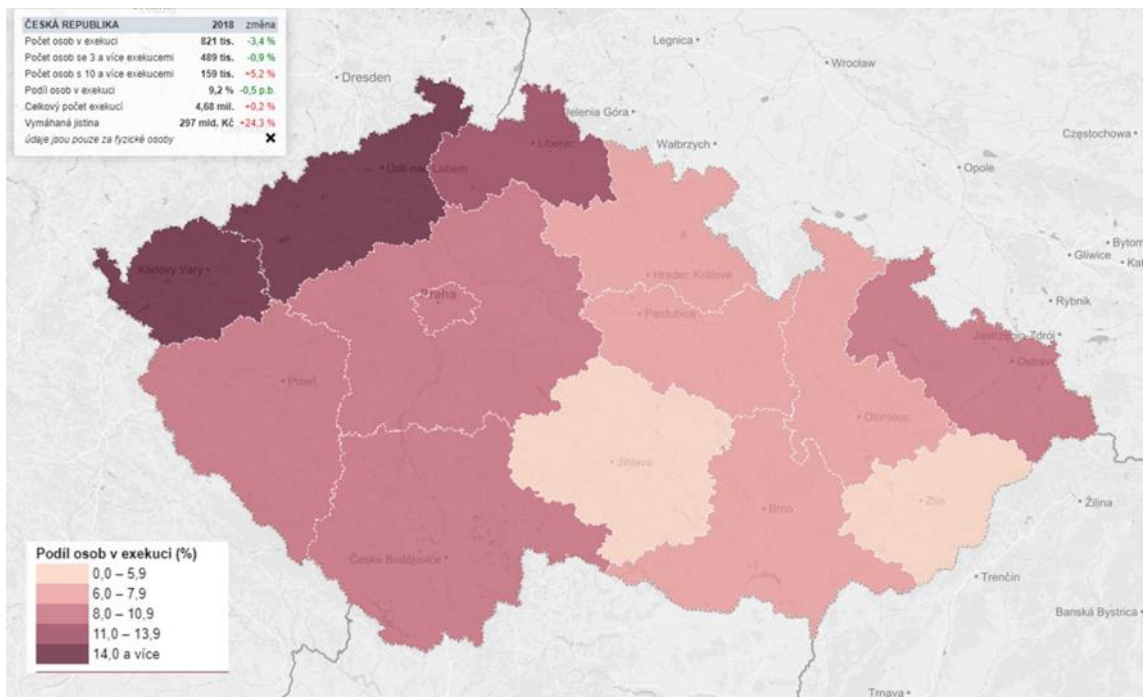 ČESKÁ REPUBLIKA 2018 změna
Počet osob v exekuci 821 tis. -3,4 %
Počet osob se 3 a více exekucemi 489 tis. -0,9 %
Počet osob s 10 a více exekucemi 159 tis. +5,2 %
Podíl osob v exekuci 9,2 % -0,5 p.b.
Celkový počet exekucí 4,68 mil. +0,2 %
Vymáhaná jistina 297 mld. Kč +24,3 %
údaje jsou pouze za fyzické osoby
Legnica
Wrocław
Dresden
Jelenia Góra
Częstochowa
Liberec
Wałbrzych
Ústí nad Labem
Opole
Bytom
Karlovy Vary
Gliwice
Kat
Hradec Králové
Praha
Rybnik
Pardubice
Jastrzębie-Zdrój
Ostrava
Plzeň
Olomouc
Jihlava
Zlín
Žilina
Brno
České Budějovice
Trenčín
Banská Bystrica
Trnava
Podíl osob v exekuci (%)
0,0 – 5,9
6,0 – 7,9
8,0 – 10,9
11,0 – 13,9
14,0 a více